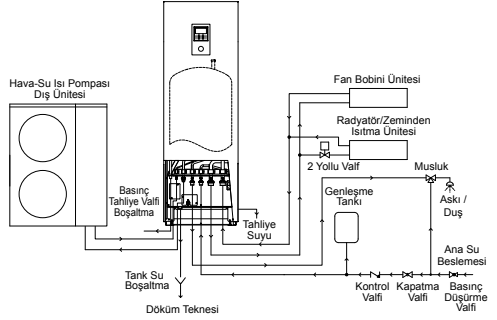 Hava-Su Isı Pompası
Dış Ünitesi
Fan Bobini Ünitesi
Radyatör/Zeminden
Isıtma Ünitesi
2 Yollu Valf
Musluk
Askı /
Duş
Genleşme
Tankı
Basınç
Tahliye Valfi
Boşaltma
Tahliye
Suyu
Ana Su
Beslemesi
Tank Su
Boşaltma
Döküm Teknesi
Kontrol
Valfi
Kapatma
Valfi
Basınç
Düşürme
Valfi